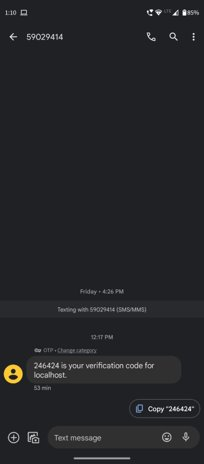 1:10
LTE 85%
59029414
Friday • 4:26 PM
Texting with 59029414 (SMS/MMS)
12:17 PM
OTP • Change category
246424 is your verification code for
localhost.
53 min
Copy "246424"
Text message